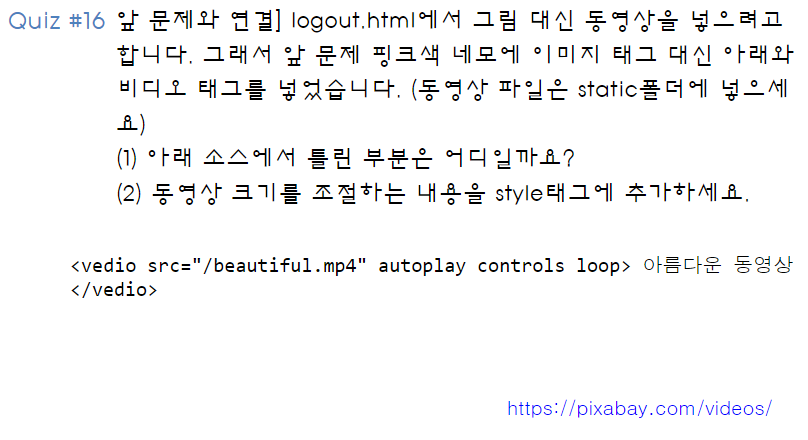 Quiz #16 앞 문제와 연결] logout.html에서 그림 대신 동영상을 넣으려고
합니다. 그래서 앞 문제 핑크색 네모에 이미지 태그 대신 아래와
비디오 태그를 넣었습니다. (동영상 파일은 static폴더에 넣으세
요)
(1) 아래 소스에서 틀린 부분은 어디일까요?
(2) 동영상 크기를 조절하는 내용을 style태그에 추가하세요.
<vedio src="/beautiful.mp4" autoplay controls loop> 아름다운 동영상
</vedio>
https://pixabay.com/videos/